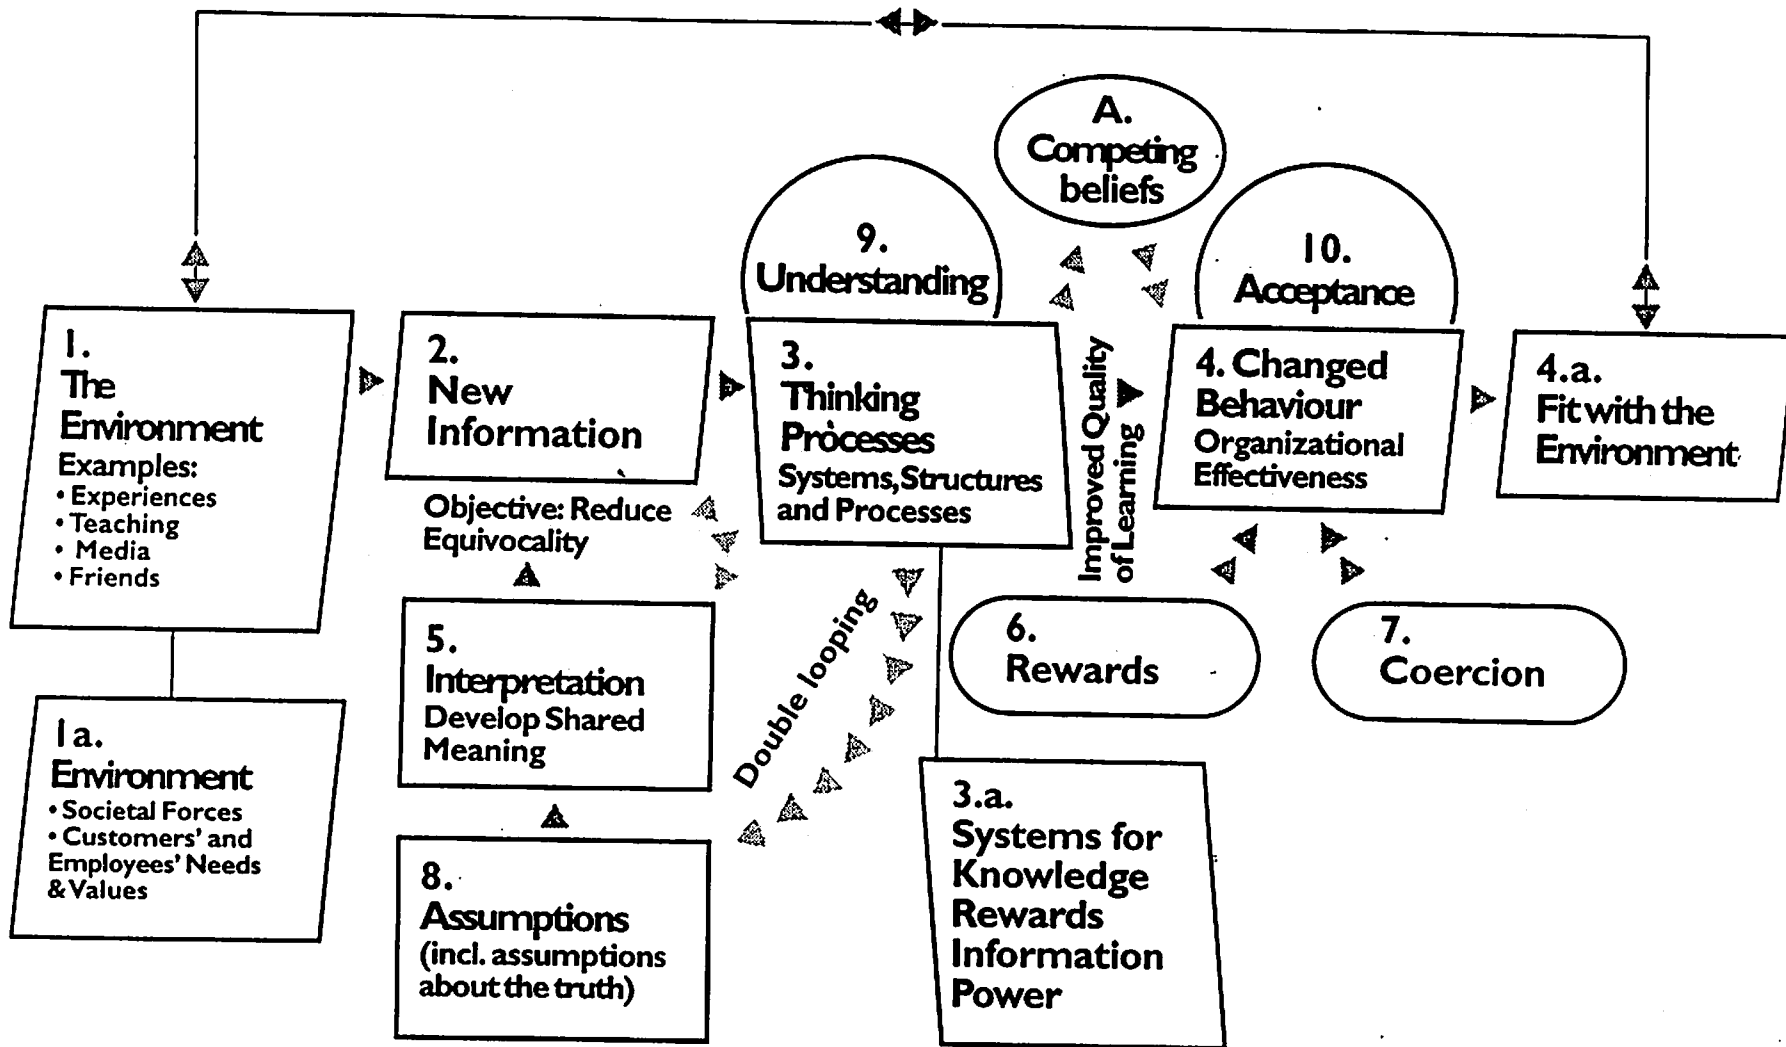 A.
Competing
beliefs
9.
Understanding
10.
Acceptance
1.
The
Environment
Examples:
• Experiences
• Teaching
• Media
• Friends
2.
New
Information
Objective: Reduce
Equivocality
3.
Thinking
Processes
Systems, Structures
and Processes
Improved Quality
of Learning
4. Changed
Behaviour
Organizational
Effectiveness
4.a.
Fit with the
Environment
1a.
Environment
• Societal Forces
• Customers' and
Employees' Needs
& Values
5.
Interpretation
Develop Shared
Meaning
Double looping
6.
Rewards
7.
Coercion
8.
Assumptions
(incl. assumptions
about the truth)
3.a.
Systems for
Knowledge
Rewards
Information
Power